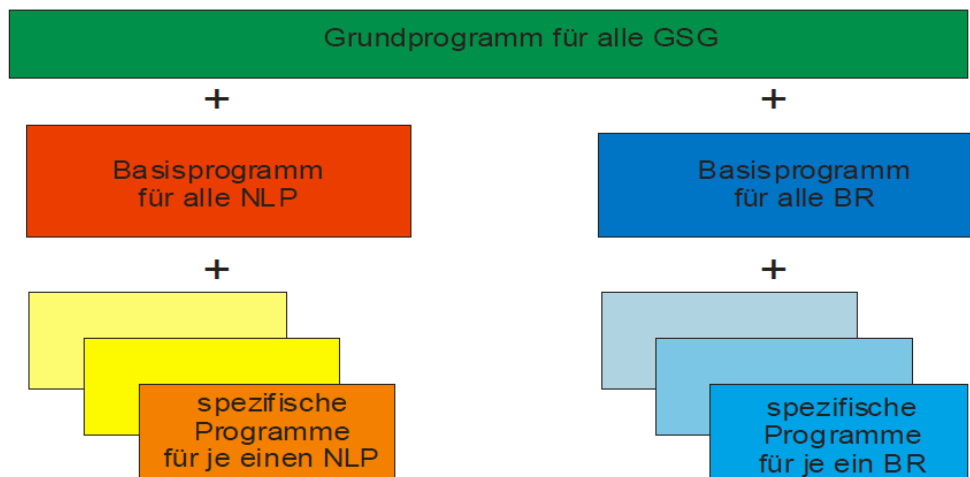 Grundprogramm für alle GSG
+
+
Basisprogramm
für alle NLP
Basisprogramm
für alle BR
+
+
spezifische
Programme
für je einen NLP
spezifische
Programme
für je ein BR